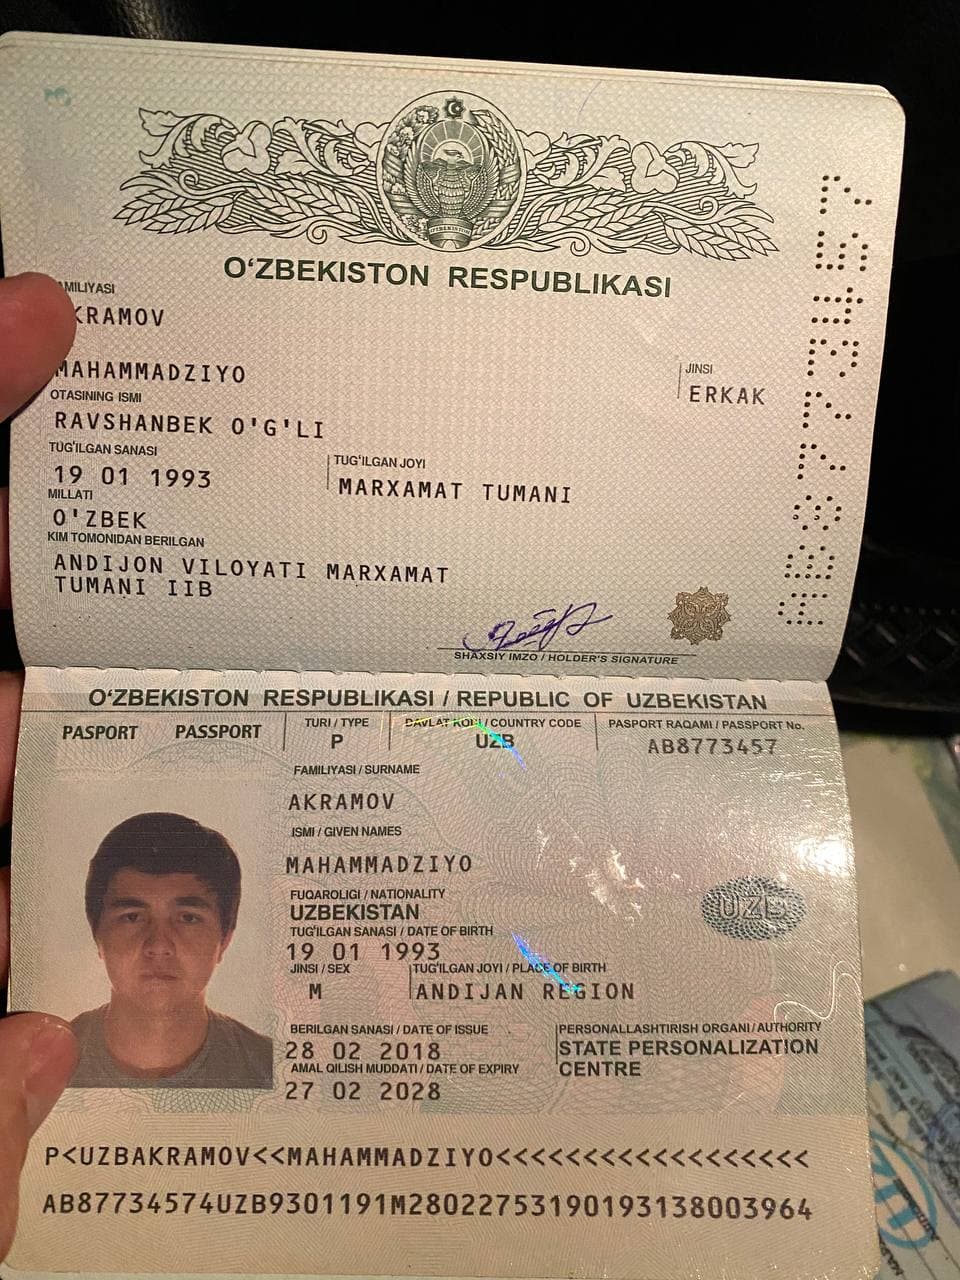 O'ZBEKISTON RESPUBLIKASI
AMILIYASI
KRAMOV
MAHAMMADZIYO
JINSI
ERKAK
OTASINING ISMI
RAVSHANBEK O'G'LI
TUG'ILGAN SANASI
19 01 1993
TUG'ILGAN JOYI
MARXAMAT TUMANI
MILLATI
O'ZBEK
KIM TOMONIDAN BERILGAN
ANDIJON VILOYATI MARXAMAT
TUMANI IIB
SHAXSIY IMZO / HOLDER'S SIGNATURE
AB8773457
O'ZBEKISTON RESPUBLIKASI / REPUBLIC OF UZBEKISTAN
PASPORT PASSPORT
TURI / TYPE
P
DAVLAT KODI / COUNTRY CODE
UZB
PASPORT RAQAMI / PASSPORT No.
AB8773457
FAMILIYASI / SURNAME
AKRAMOV
ISMI / GIVEN NAMES
MAHAMMADZIYO
FUQAROLIGI / NATIONALITY
UZBEKISTAN
TUG'ILGAN SANASI / DATE OF BIRTH
19 01 1993
JINSI / SEX
M
TUG'ILGAN JOYI / PLACE OF BIRTH
ANDIJAN REGION
UZB
BERILGAN SANASI / DATE OF ISSUE
28 02 2018
PERSONALLASHTIRISH ORGANI / AUTHORITY
STATE PERSONALIZATION
CENTRE
AMAL QILISH MUDDATI / DATE OF EXPIRY
27 02 2028
P<UZBAKRAMOV<<MAHAMMADZIYO<<<<<<<<<<<<<<<<<<
AB87734574UZB9301191M28022753190193138003964